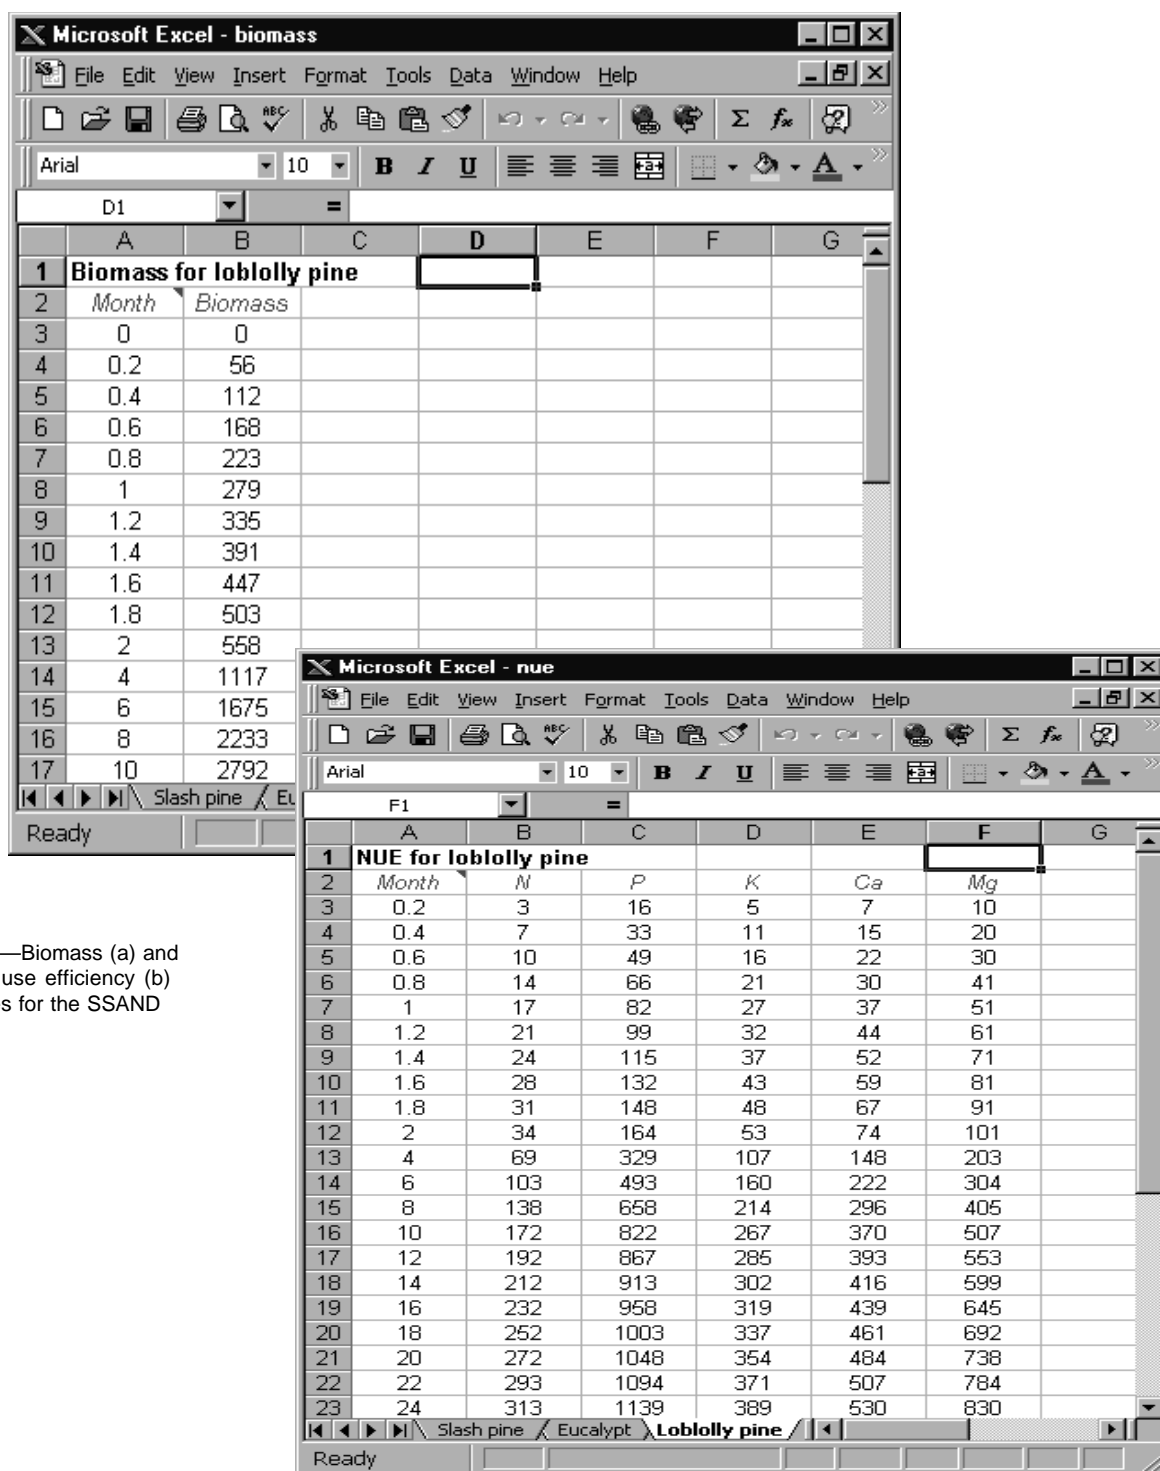 Microsoft Excel - biomass
File Edit View Insert Format Tools Data Window Help
ABC Σ fx
Arial 10 B I U a A
D1 =
A B C D E F G
1 Biomass for loblolly pine
2 Month Biomass
3 0 0
4 0.2 56
5 0.4 112
6 0.6 168
7 0.8 223
8 1 279
9 1.2 335
10 1.4 391
11 1.6 447
12 1.8 503
13 2 558
14 4 1117
15 6 1675
16 8 2233
17 10 2792
Slash pine Eu
Ready
Microsoft Excel - nue
File Edit View Insert Format Tools Data Window Help
ABC Σ fx
Arial 10 B I U a A
F1 =
A B C D E F G
1 NUE for loblolly pine
2 Month N P K Ca Mg
3 0.2 3 16 5 7 10
4 0.4 7 33 11 15 20
5 0.6 10 49 16 22 30
6 0.8 14 66 21 30 41
7 1 17 82 27 37 51
8 1.2 21 99 32 44 61
9 1.4 24 115 37 52 71
10 1.6 28 132 43 59 81
11 1.8 31 148 48 67 91
12 2 34 164 53 74 101
13 4 69 329 107 148 203
14 6 103 493 160 222 304
15 8 138 658 214 296 405
16 10 172 822 267 370 507
17 12 192 867 285 393 553
18 14 212 913 302 416 599
19 16 232 958 319 439 645
20 18 252 1003 337 461 692
21 20 272 1048 354 484 738
22 22 293 1094 371 507 784
23 24 313 1139 389 530 830
Slash pine Eucalypt Loblolly pine
Ready
—Biomass (a) and
use efficiency (b)
s for the SSAND